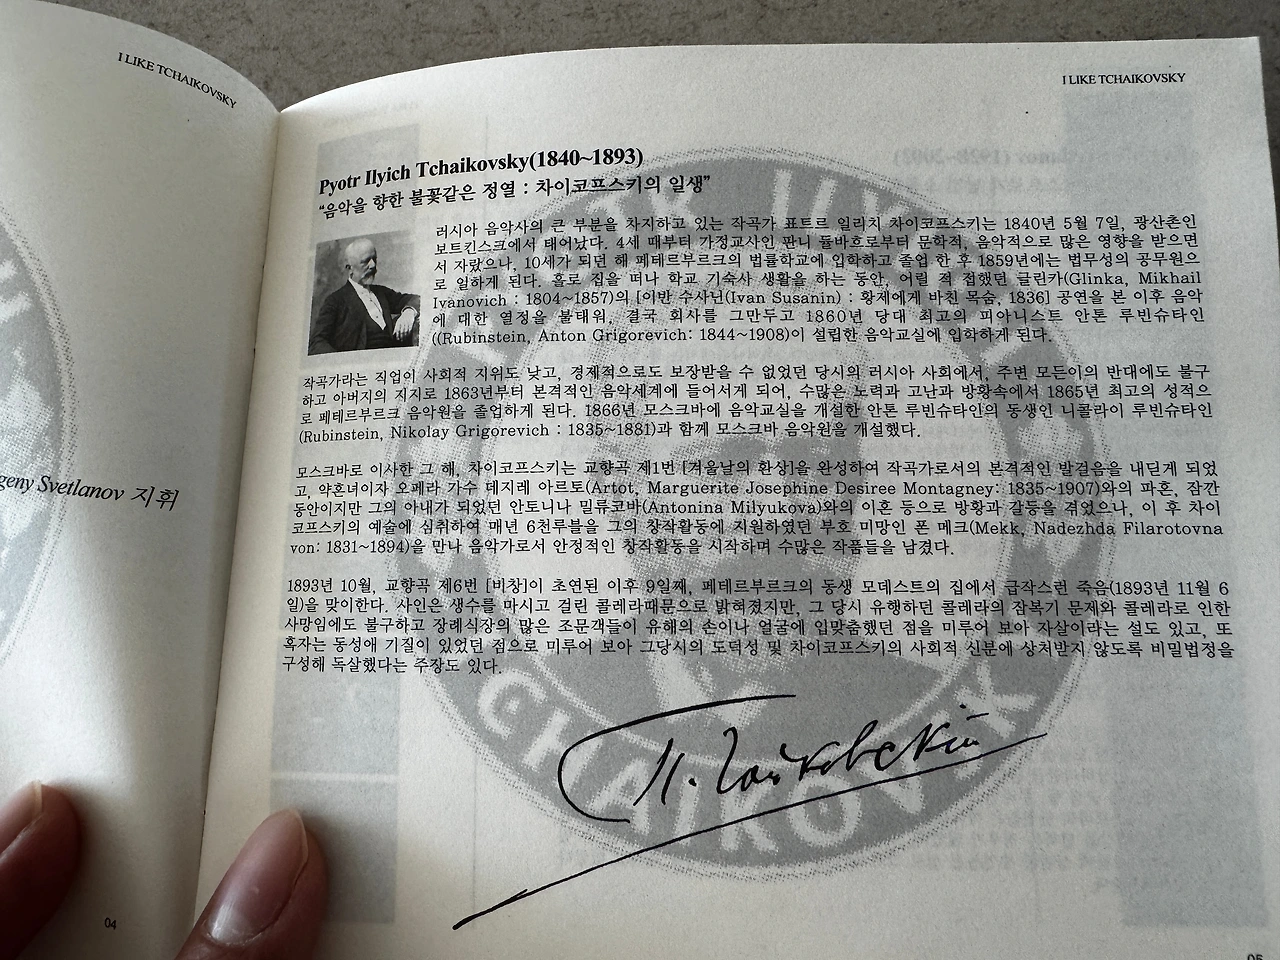 I LIKE TCHAIKOVSKY
Svetlanov 지휘
04
I LIKE TCHAIKOVSKY
Pyotr Ilyich Tchaikovsky(1840~1893)
"음악을 향한 불꽃같은 정열 : 차이코프스키의 일생"
러시아 음악사의 큰 부분을 차지하고 있는 작곡가 표트르 일리치 차이코프스키는 1840년 5월 7일, 광산촌인
보트킨스크에서 태어났다. 4세 때부터 가정교사인 판니 듈바흐로부터 문학적, 음악적으로 많은 영향을 받으면
서 자랐으나, 10세가 되던 해 페테르부르크의 법률학교에 입학하고 졸업 한 후 1859년에는 법무성의 공무원으
로 일하게 된다. 홀로 집을 떠나 학교 기숙사 생활을 하는 동안, 어릴 적 접했던 글린카(Glinka, Mikhail
Ivanovich : 1804~1857)의 [이반 수사닌(Ivan Susanin) : 황제에게 바친 목숨, 1836] 공연을 본 이후 음악
에 대한 열정을 불태워, 결국 회사를 그만두고 1860년 당대 최고의 피아니스트 안톤 루빈슈타인
((Rubinstein, Anton Grigorevich: 1844~1908)이 설립한 음악교실에 입학하게 된다.
작곡가라는 직업이 사회적 지위도 낮고, 경제적으로도 보장받을 수 없었던 당시의 러시아 사회에서, 주변 모든이의 반대에도 불구
하고 아버지의 지지로 1863년부터 본격적인 음악세계에 들어서게 되어, 수많은 노력과 고난과 방황속에서 1865년 최고의 성적으
로 페테르부르크 음악원을 졸업하게 된다. 1866년 모스크바에 음악교실을 개설한 안톤 루빈슈타인의 동생인 니콜라이 루빈슈타인
(Rubinstein, Nikolay Grigorevich : 1835~1881)과 함께 모스크바 음악원을 개설했다.
모스크바로 이사한 그 해, 차이코프스키는 교향곡 제1번 [겨울날의 환상]을 완성하여 작곡가로서의 본격적인 발걸음을 내딛게 되었
고, 약혼녀이자 오페라 가수 데지레 아르토(Artot, Marguerite Josephine Desiree Montagney: 1835~1907)와의 파혼, 잠깐
동안이지만 그의 아내가 되었던 안토니나 밀류코바(Antonina Milyukova)와의 이혼 등으로 방황과 갈등을 겪었으나, 이 후 차이
코프스키의 예술에 심취하여 매년 6천루블을 그의 창작활동에 지원하였던 부호 미망인 폰 메크(Mekk, Nadezhda Filarotovna
von: 1831~1894)을 만나 음악가로서 안정적인 창작활동을 시작하며 수많은 작품들을 남겼다.
1893년 10월, 교향곡 제6번 [비창]이 초연된 이후 9일째, 페테르부르크의 동생 모데스트의 집에서 급작스런 죽음(1893년 11월 6
일)을 맞이한다. 사인은 생수를 마시고 걸린 콜레라때문으로 밝혀졌지만, 그 당시 유행하던 콜레라의 잠복기 문제와 콜레라로 인한
사망임에도 불구하고 장례식장의 많은 조문객들이 유해의 손이나 얼굴에 입맞춤했던 점을 미루어 보아 자살이라는 설도 있고, 또
혹자는 동성애 기질이 있었던 점으로 미루어 보아 그당시의 도덕성 및 차이코프스키의 사회적 신분에 상처받지 않도록 비밀법정을
구성해 독살했다는 주장도 있다.
CHAIKOVSK